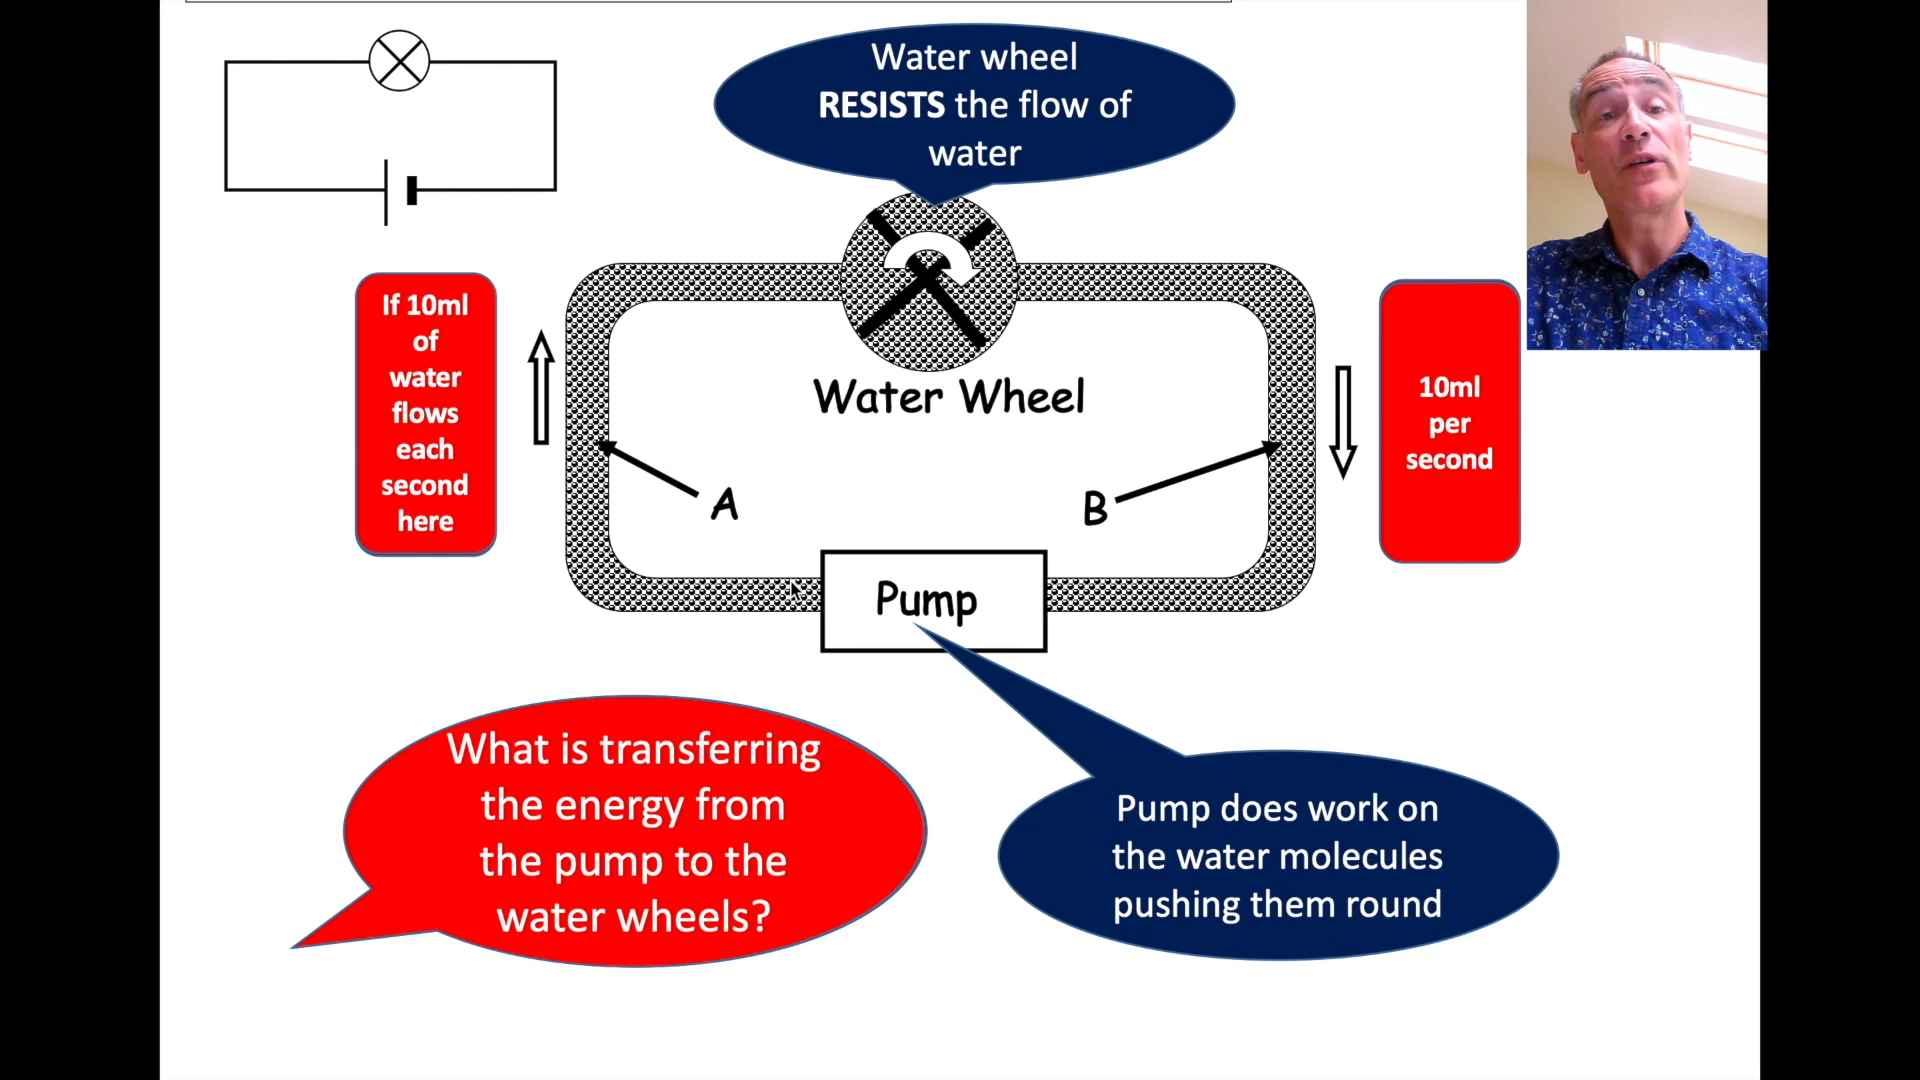 Water wheel
RESISTS the flow of
water
If 10ml
of
water
flows
each
second
here
10ml
per
second
Water Wheel
A
B
Pump
What is transferring
the energy from
the pump to the
water wheels?
Pump does work on
the water molecules
pushing them round